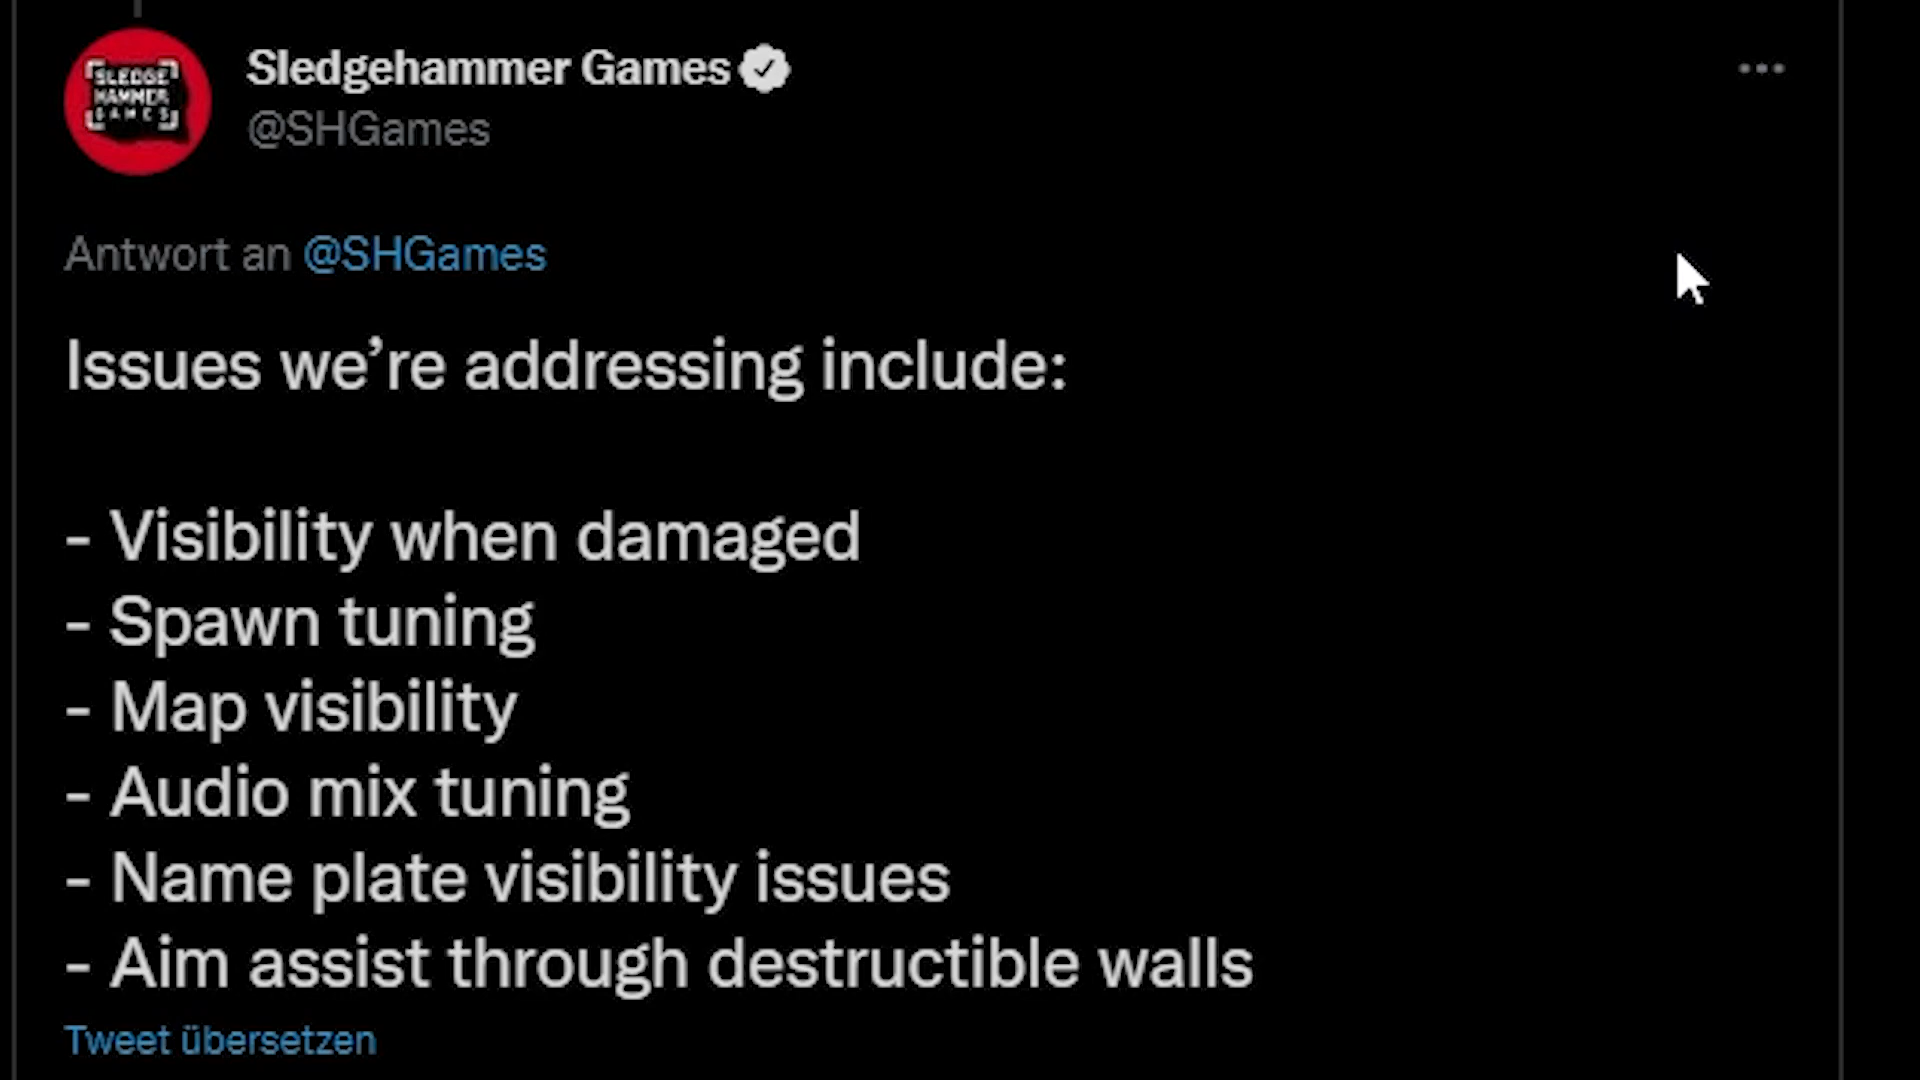 SLEDGE
HAMMER
GAMES
Sledgehammer Games
@SHGames
Antwort an @SHGames
Issues we’re addressing include:
- Visibility when damaged
- Spawn tuning
- Map visibility
- Audio mix tuning
- Name plate visibility issues
- Aim assist through destructible walls
Tweet übersetzen